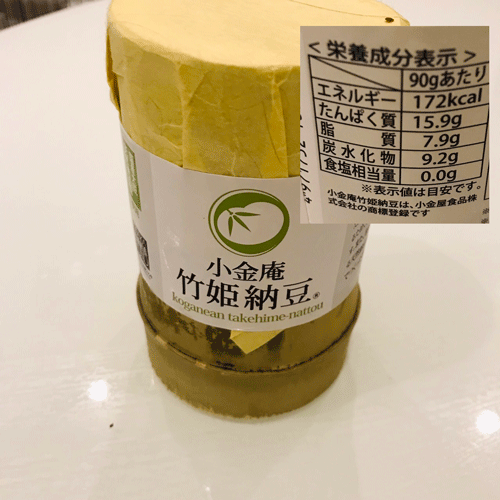 小金庵
竹姫納豆®
koganean takehime-nattou
<栄養成分表示>
90gあたり
エネルギー 172kcal
たんぱく質 15.9g
脂質 7.9g
炭水化物 9.2g
食塩相当量 0.0g
※表示値は目安です。
小金庵竹姫納豆は、小金屋食品株
式会社の商標登録です